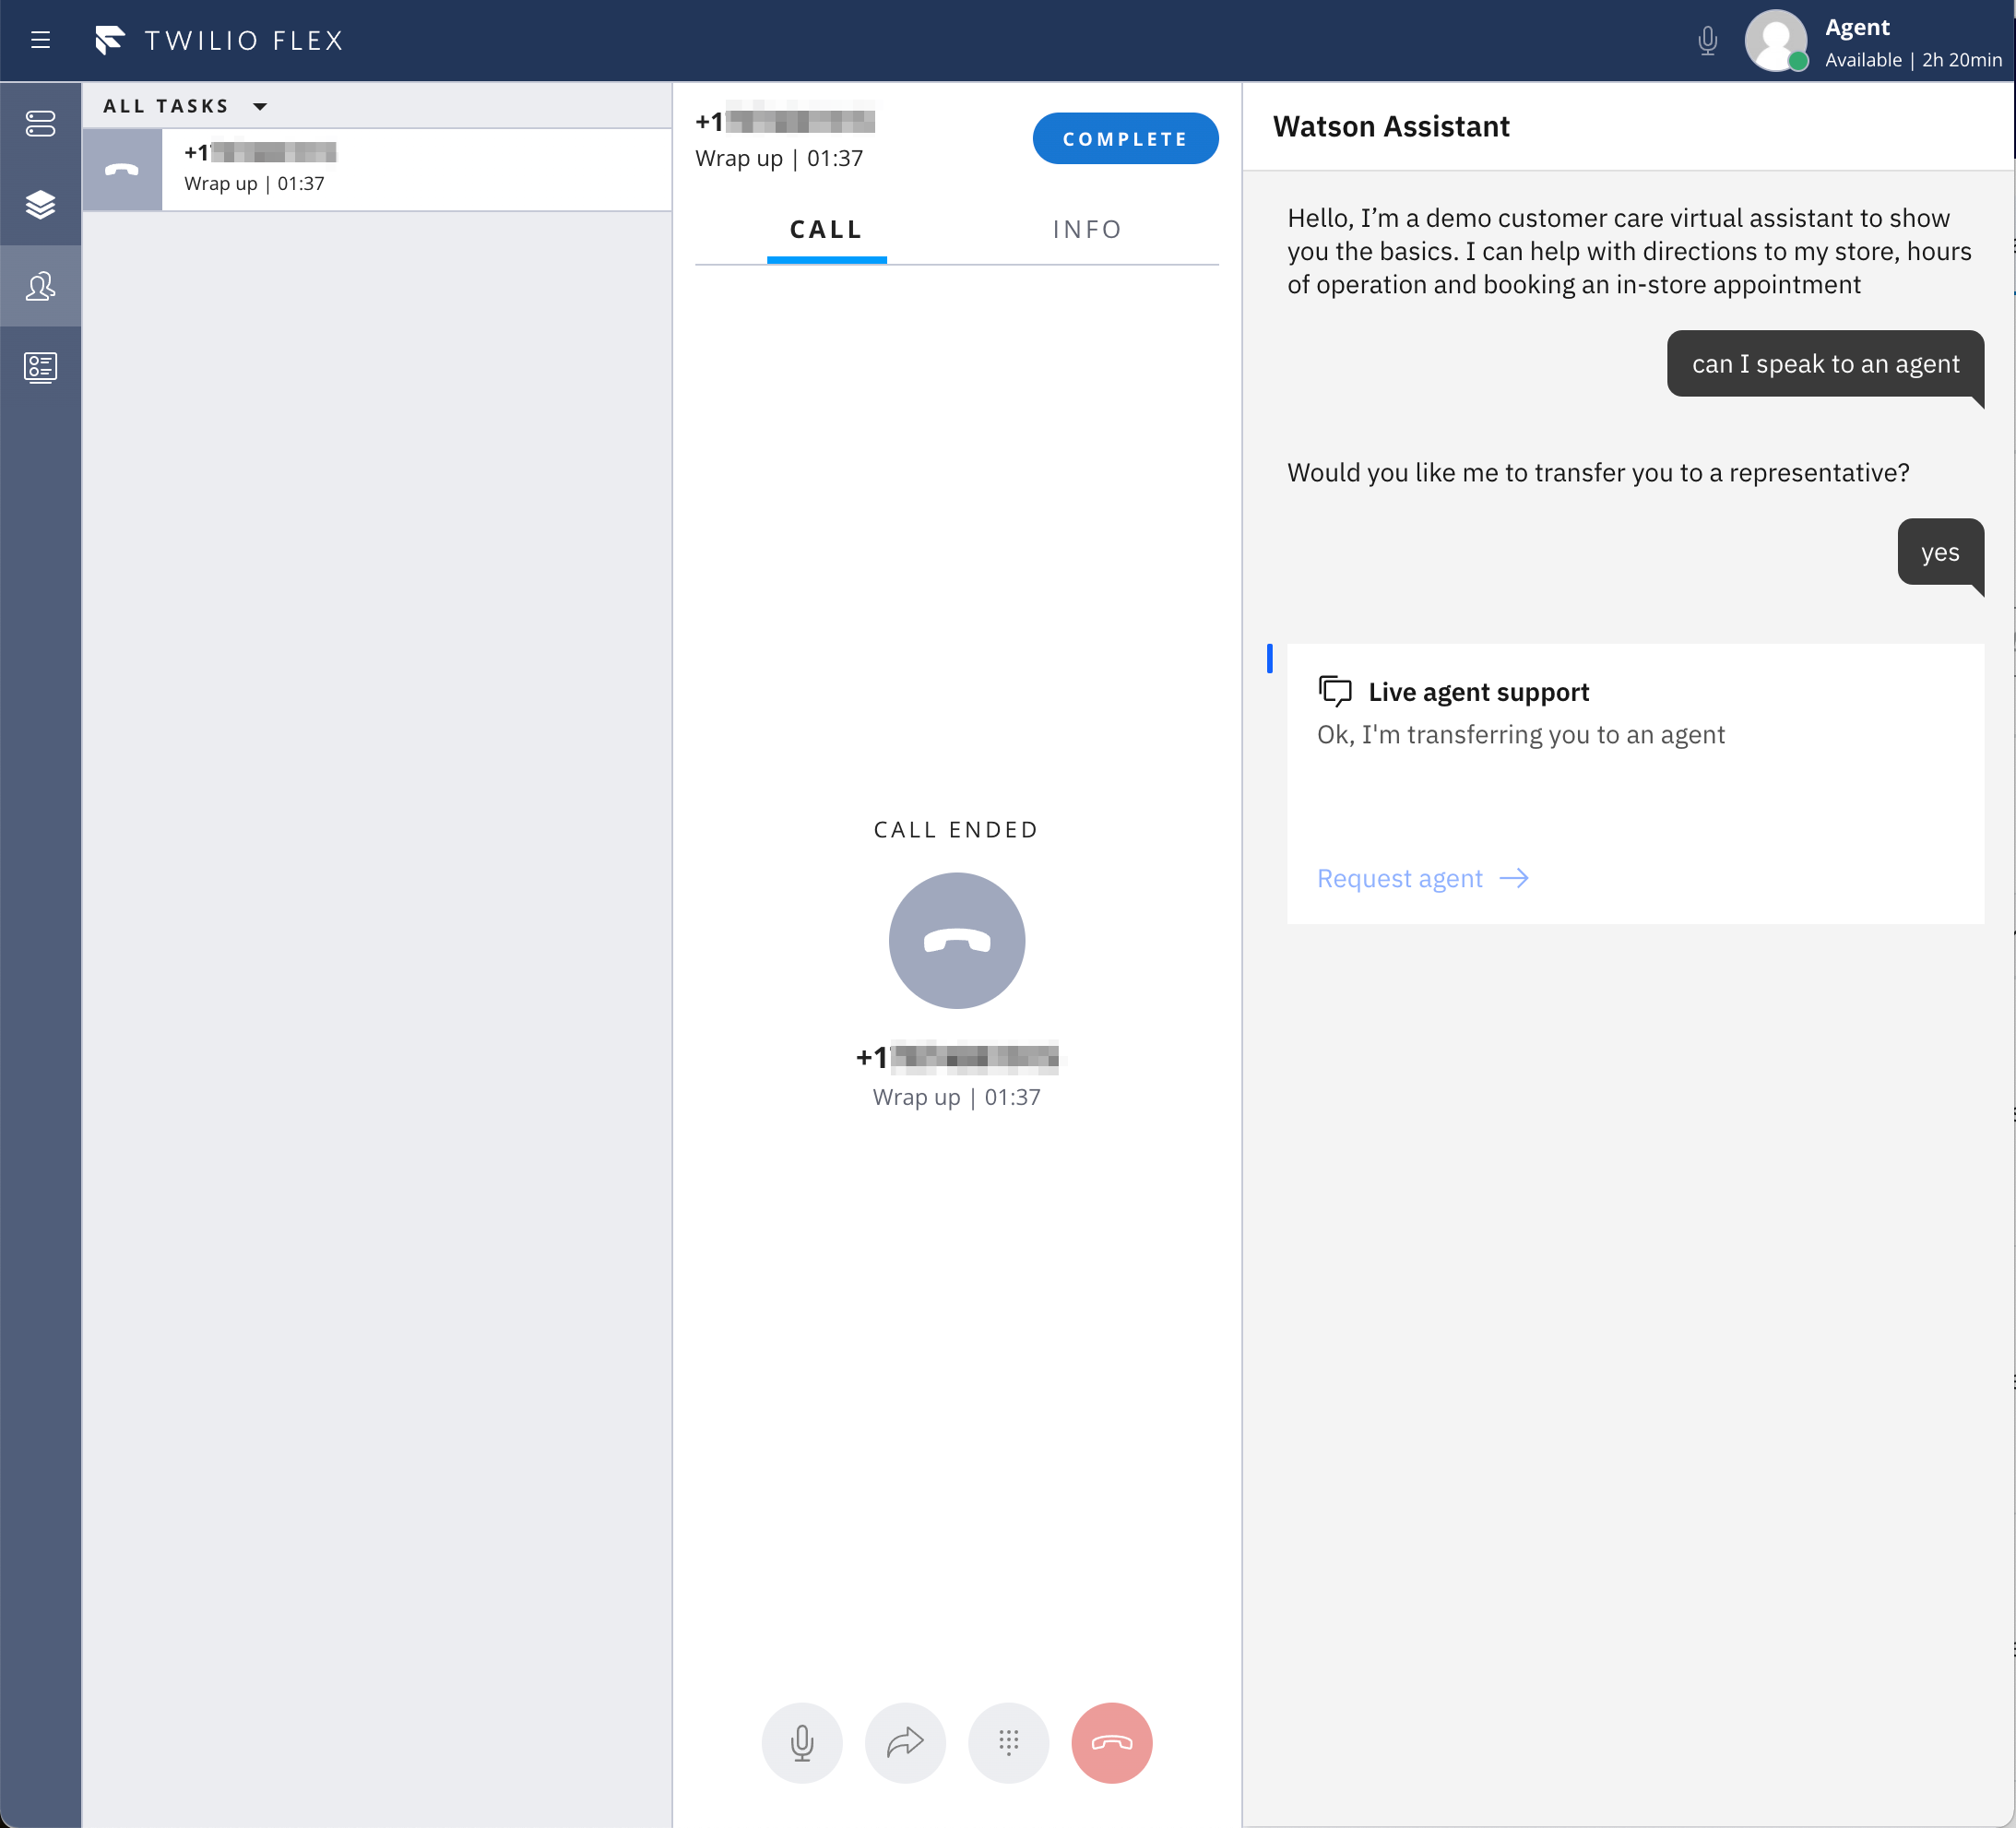 TWILIO FLEX
Agent
Available | 2h 20min
ALL TASKS
+1
Wrap up | 01:37
+1
Wrap up | 01:37
COMPLETE
CALL
INFO
CALL ENDED
+1
Wrap up | 01:37
Watson Assistant
Hello, I’m a demo customer care virtual assistant to show
you the basics. I can help with directions to my store, hours
of operation and booking an in-store appointment
can I speak to an agent
Would you like me to transfer you to a representative?
yes
Live agent support
Ok, I'm transferring you to an agent
Request agent